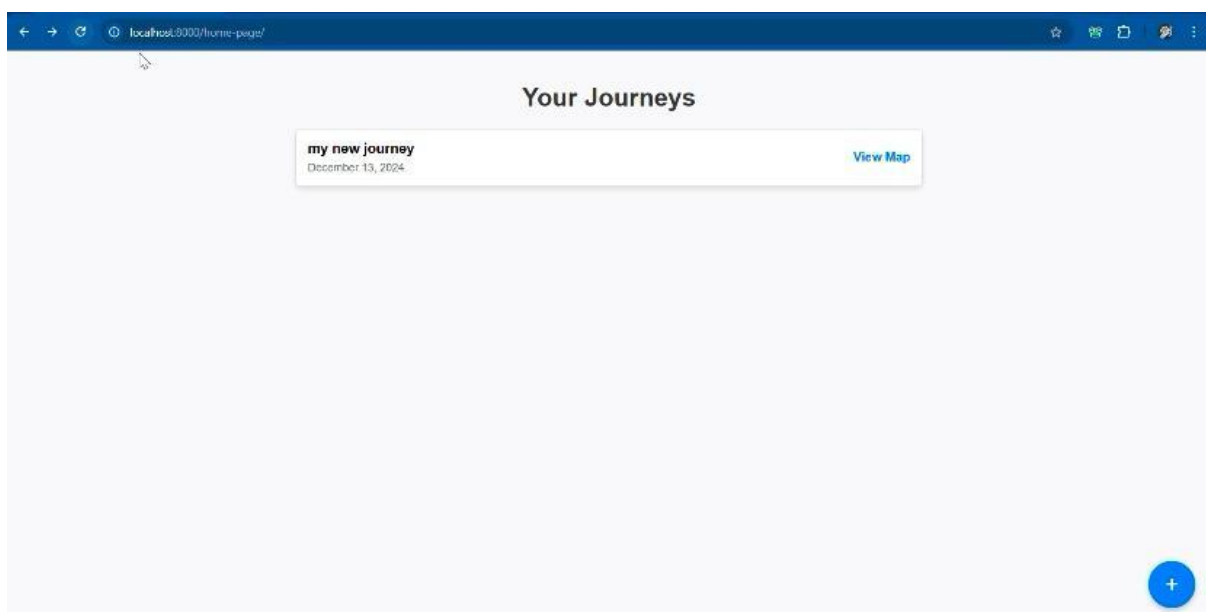 localhost:8000/home-page/
Your Journeys
my new journey
December 13, 2024
View Map
+